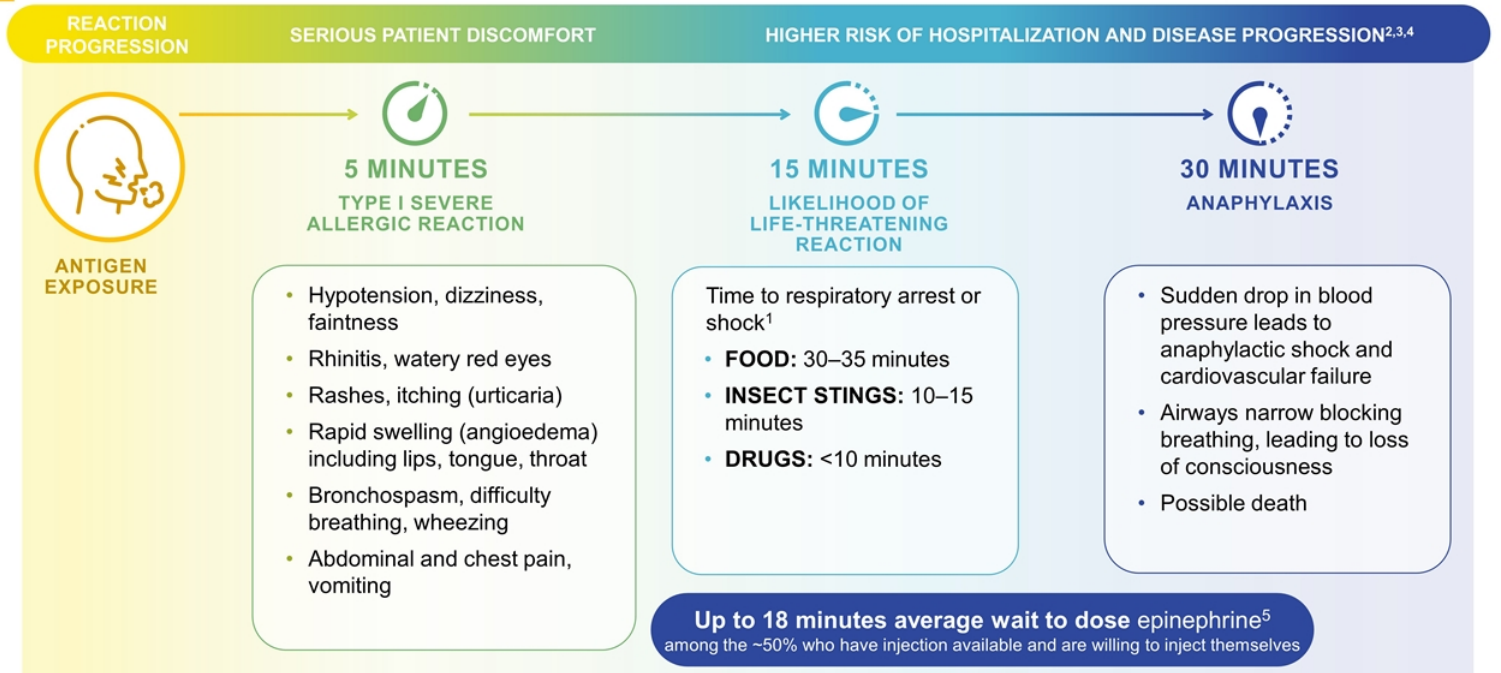 REACTION
PROGRESSION
SERIOUS PATIENT DISCOMFORT
HIGHER RISK OF HOSPITALIZATION AND DISEASE PROGRESSION2,3,4
ANTIGEN
EXPOSURE
5 MINUTES
TYPE I SEVERE
ALLERGIC REACTION
• Hypotension, dizziness,
faintness
• Rhinitis, watery red eyes
• Rashes, itching (urticaria)
• Rapid swelling (angioedema)
including lips, tongue, throat
• Bronchospasm, difficulty
breathing, wheezing
• Abdominal and chest pain,
vomiting
15 MINUTES
LIKELIHOOD OF
LIFE-THREATENING
REACTION
Time to respiratory arrest or
shock1
• FOOD: 30–35 minutes
• INSECT STINGS: 10–15
minutes
• DRUGS: <10 minutes
30 MINUTES
ANAPHYLAXIS
• Sudden drop in blood
pressure leads to
anaphylactic shock and
cardiovascular failure
• Airways narrow blocking
breathing, leading to loss
of consciousness
• Possible death
Up to 18 minutes average wait to dose epinephrine5
among the ~50% who have injection available and are willing to inject themselves